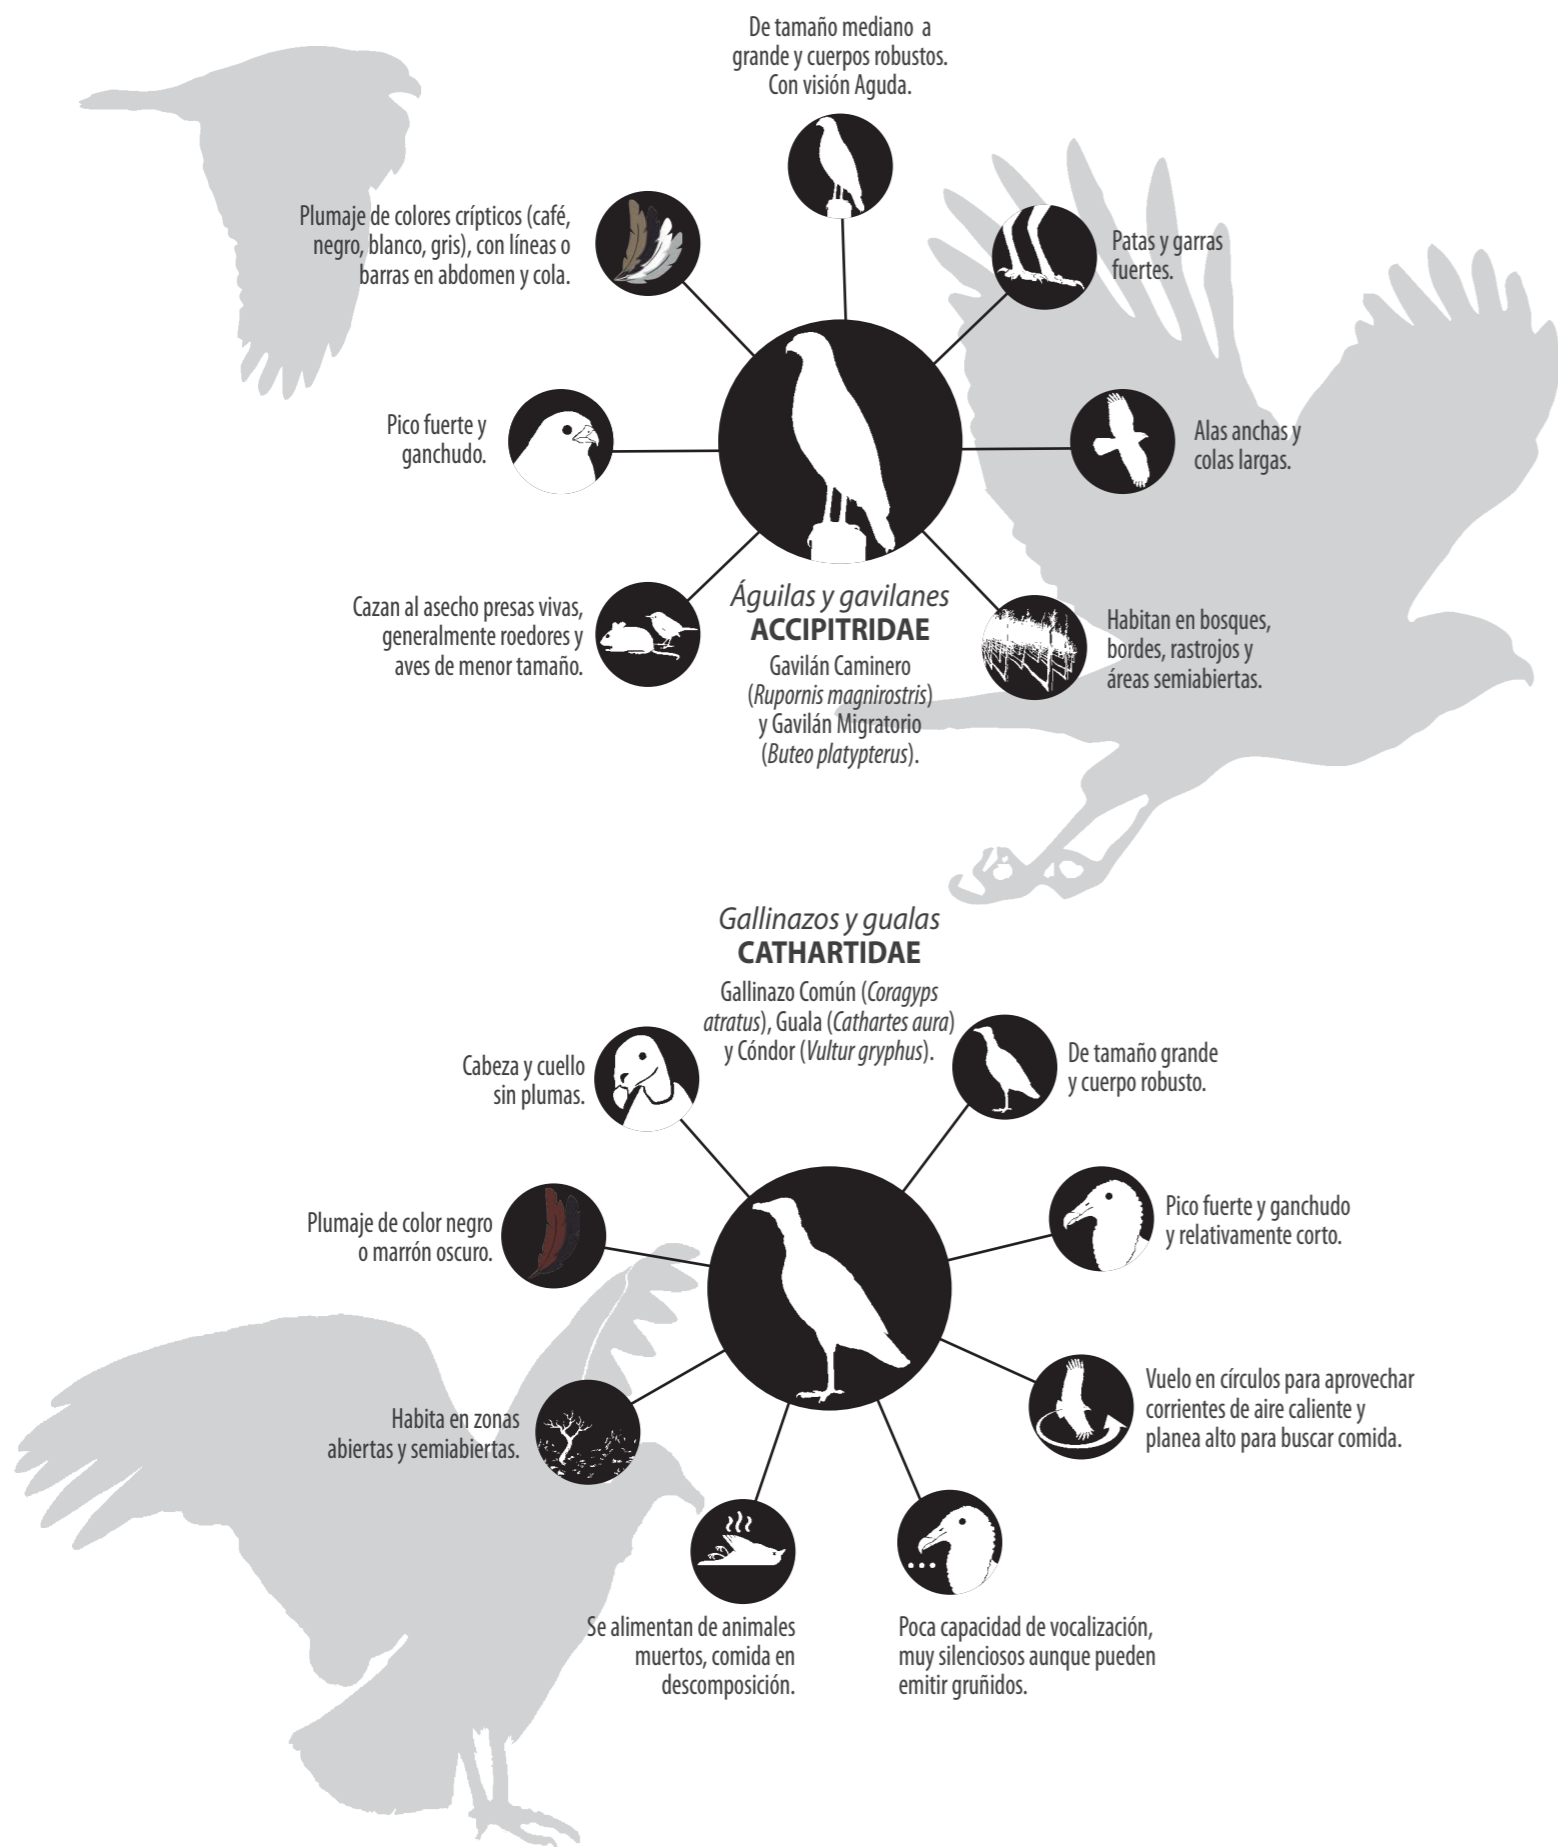 De tamaño mediano a
grande y cuerpos robustos.
Con visión Aguda.
Plumaje de colores crípticos (café,
negro, blanco, gris), con líneas o
barras en abdomen y cola.
Patas y garras
fuertes.
Pico fuerte y
ganchudo.
Alas anchas y
colas largas.
Cazan al asecho presas vivas,
generalmente roedores y
aves de menor tamaño.
Águilas y gavilanes
ACCIPITRIDAE
Gavilán Caminero
(Rupornis magnirostris)
y Gavilán Migratorio
(Buteo platypterus).
Habitan en bosques,
bordes, rastrojos y
áreas semiabiertas.
Gallinazos y gualas
CATHARTIDAE
Gallinazo Común (Coragyps
atratus), Guala (Cathartes aura)
y Cóndor (Vultur gryphus).
Cabeza y cuello
sin plumas.
De tamaño grande
y cuerpo robusto.
Plumaje de color negro
o marrón oscuro.
Pico fuerte y ganchudo
y relativamente corto.
Habita en zonas
abiertas y semiabiertas.
Vuelo en círculos para aprovechar
corrientes de aire caliente y
planea alto para buscar comida.
Se alimentan de animales
muertos, comida en
descomposición.
Poca capacidad de vocalización,
muy silenciosos aunque pueden
emitir gruñidos.